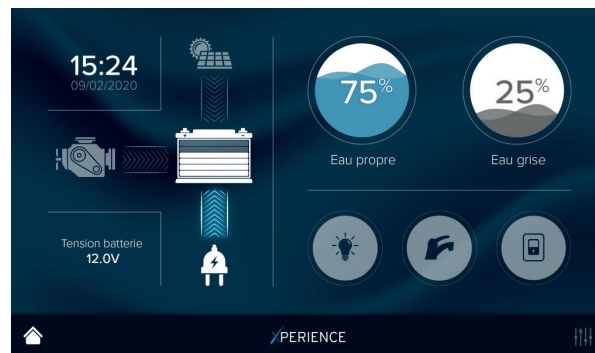 15:24
09/02/2020
75%
25%
Eau propre
Eau grise
Tension batterie
12.0V
XPERIENCE